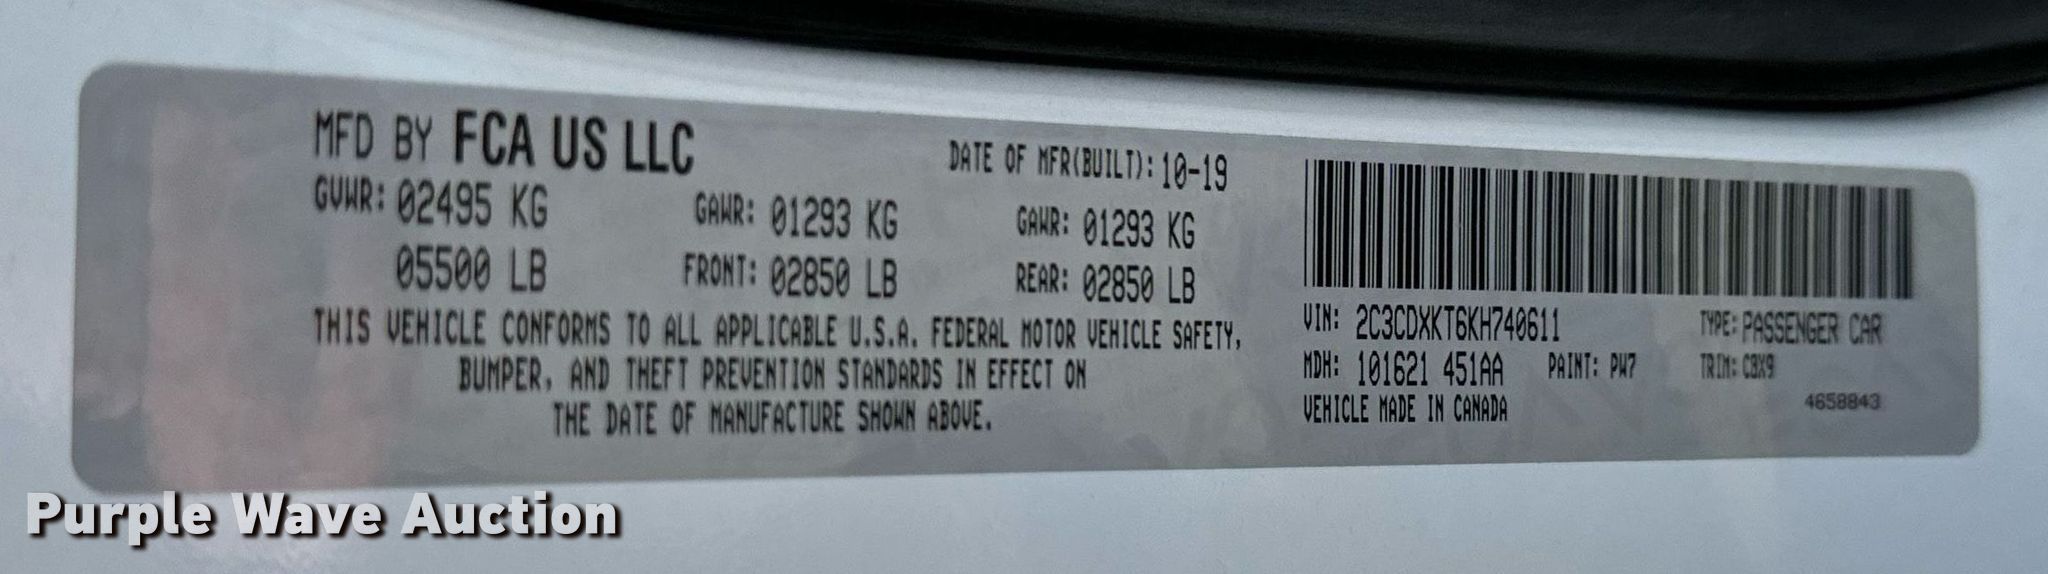 MFD BY FCA US LLC
DATE OF MFR(BUILT): 10-19
GVWR: 02495 KG
GAWR: 01293 KG
GAWR: 01293 KG
05500 LB
FRONT: 02850 LB
REAR: 02850 LB
THIS VEHICLE CONFORMS TO ALL APPLICABLE U.S.A. FEDERAL MOTOR VEHICLE SAFETY,
BUMPER, AND THEFT PREVENTION STANDARDS IN EFFECT ON
THE DATE OF MANUFACTURE SHOWN ABOVE.
VIN: 2C3CDXKT6KH740611
TYPE: PASSENGER CAR
MDH: 101621 451AA
PAINT: PW7
TRIM: C9X9
VEHICLE MADE IN CANADA
4658843
Purple Wave Auction